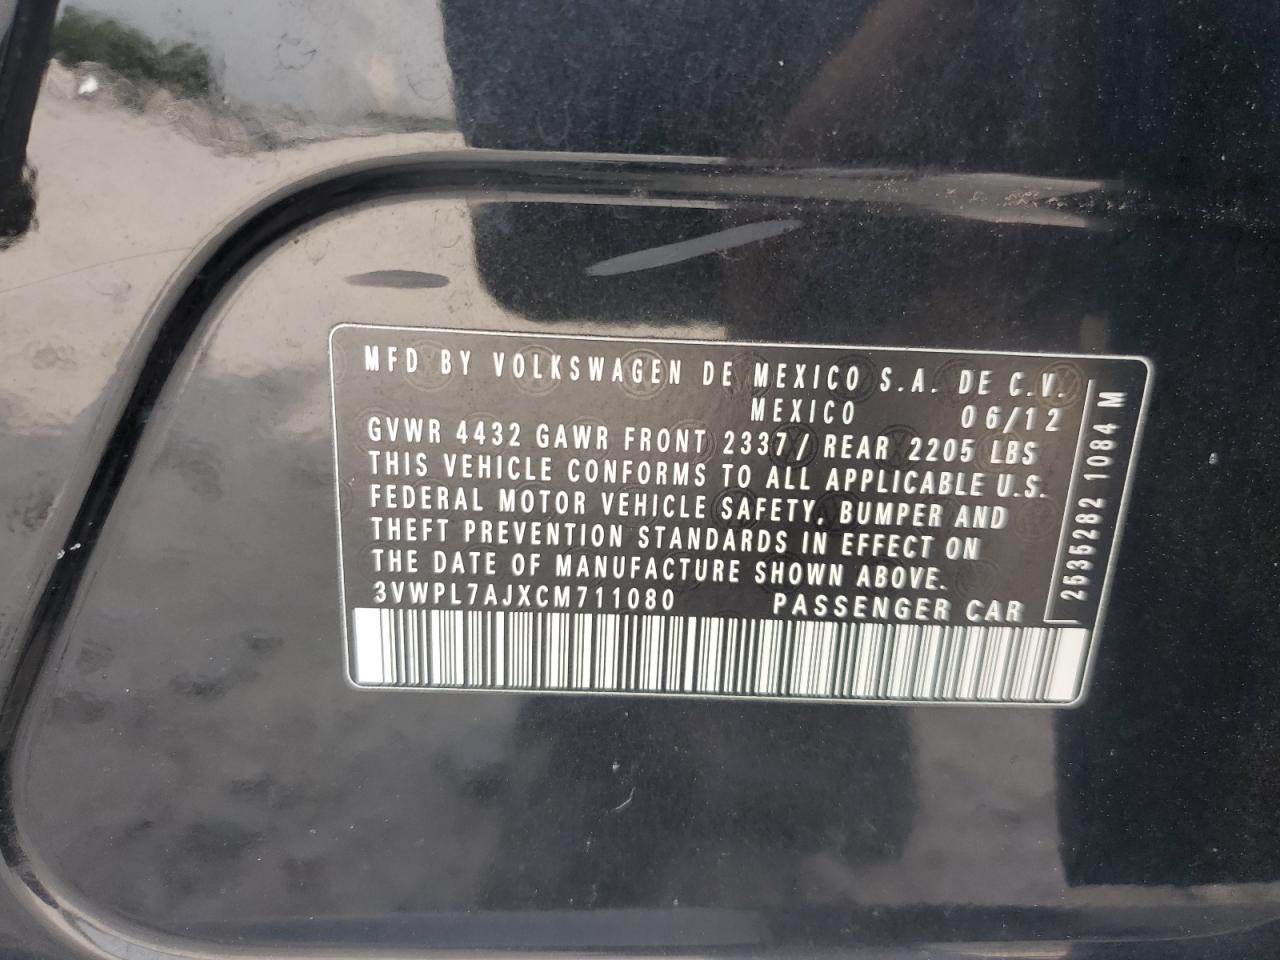 MFD BY VOLKSWAGEN DE MEXICO S.A. DE C.V.
MEXICO 06/12
GVWR 4432 GAWR FRONT 2337/ REAR 2205 LBS
THIS VEHICLE CONFORMS TO ALL APPLICABLE U.S.
FEDERAL MOTOR VEHICLE SAFETY, BUMPER AND
THEFT PREVENTION STANDARDS IN EFFECT ON
THE DATE OF MANUFACTURE SHOWN ABOVE.
3VWPL7AJXCM711080 PASSENGER CAR
2535282 1084 M